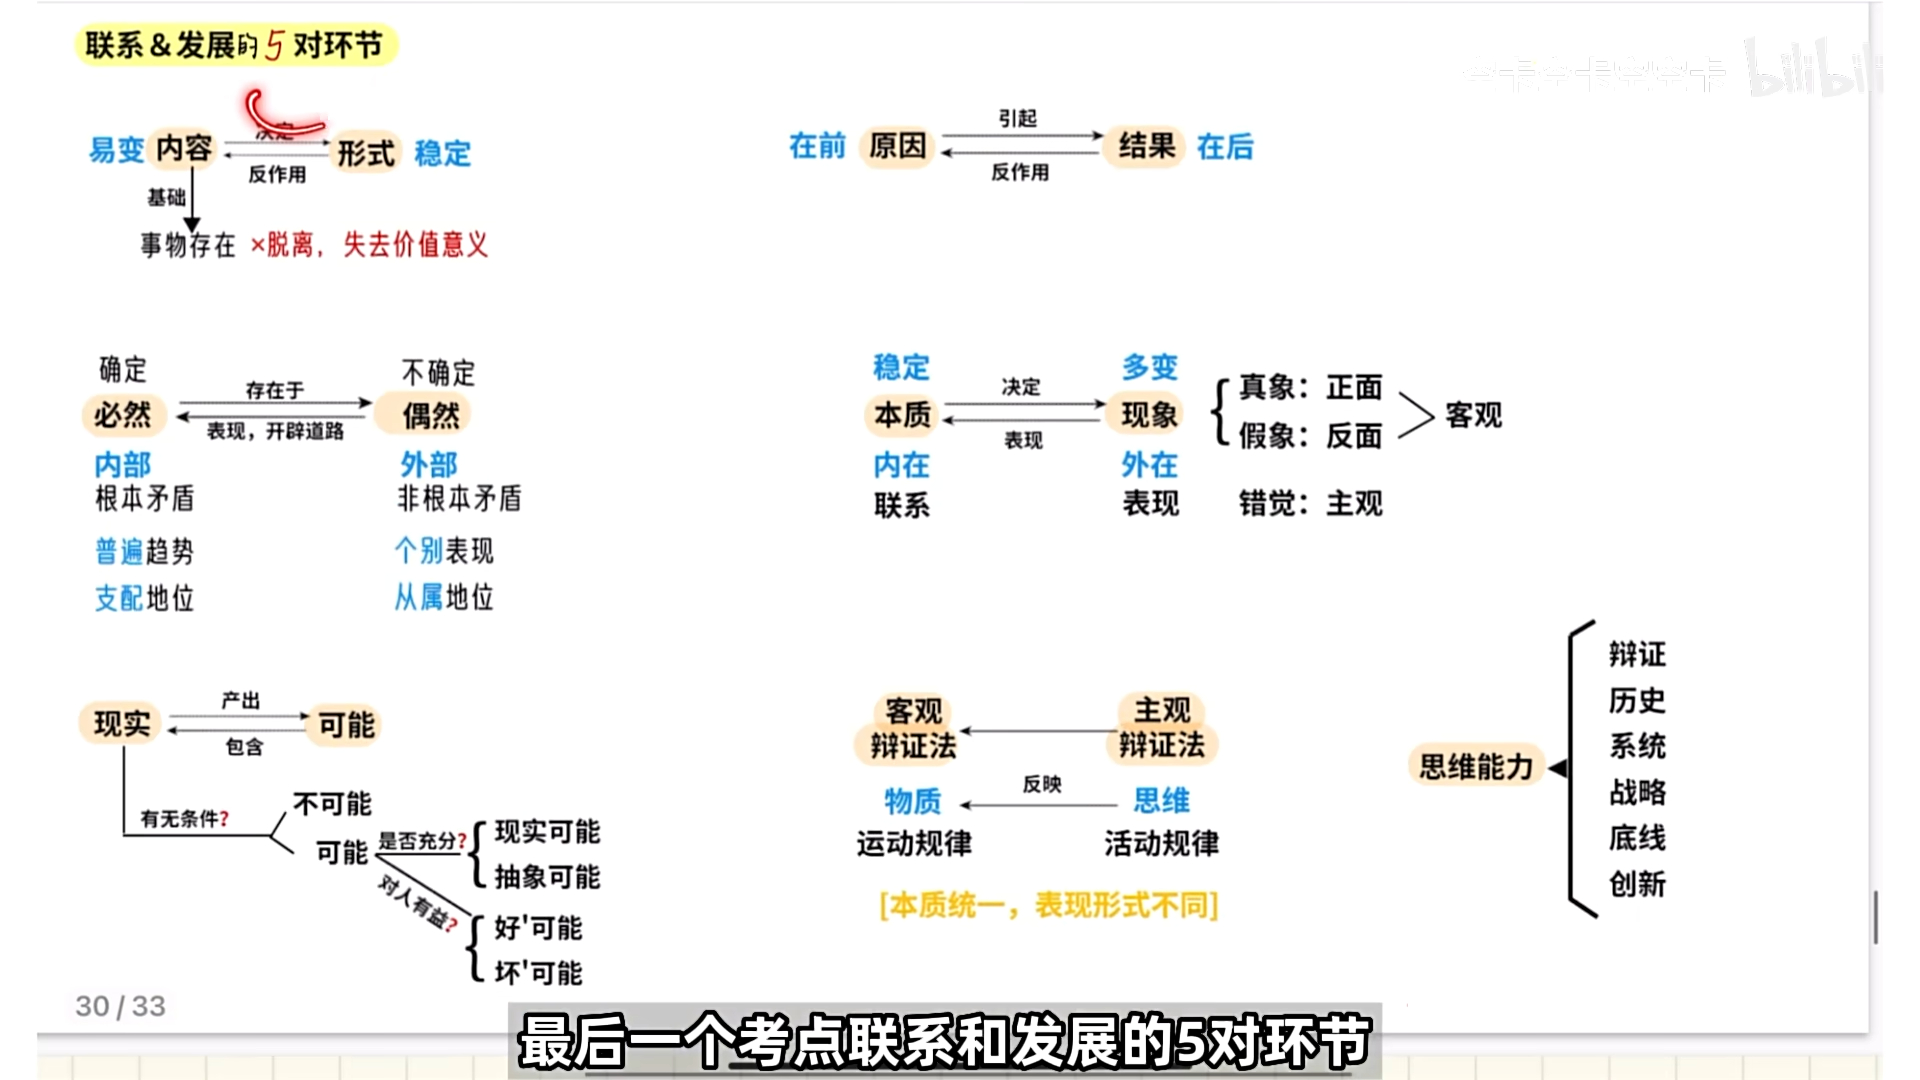 联系&发展的5对环节
易变 内容 决定 形式 稳定
反作用
基础
事物存在 ×脱离，失去价值意义
在前 原因 引起 结果 在后
反作用
确定 不确定
必然 存在于 偶然
表现，开辟道路
内部 外部
根本矛盾 非根本矛盾
普遍趋势 个别表现
支配地位 从属地位
稳定 多变
本质 决定 现象
表现
内在 外在
联系 表现
真象：正面
假象：反面
客观
错觉：主观
现实 产出 可能
包含
有无条件?
不可能
可能
是否充分?
现实可能
抽象可能
对人有益?
好'可能
坏'可能
客观 主观
辩证法 辩证法
反映
物质 思维
运动规律 活动规律
[本质统一，表现形式不同]
思维能力
辩证
历史
系统
战略
底线
创新
30/33
最后一个考点联系和发展的5对环节
bilibili